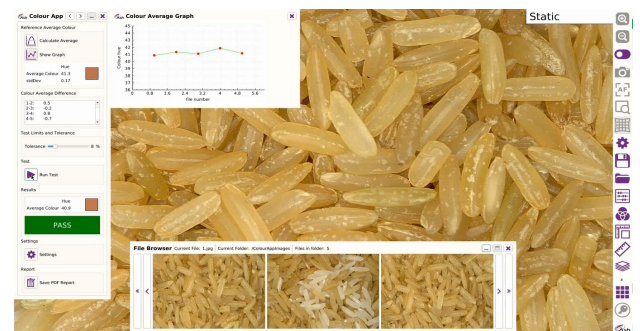 Colour App
Reference Average Colour
Calculate Average
Show Graph
Hue
Average Colour 41.3
stdDev 0.17
Colour Average Difference
1-2: 0.5
2-3: -0.2
3-4: 0.8
4-5: -0.7
Test Limits and Tolerance
Tolerance 8 %
Test
Run Test
Results
Hue
Average Colour 40.9
PASS
Settings
Settings
Report
Save PDF Report
Colour Average Graph
45
44
43
42
41
40
39
38
37
36
Colour hue
0 0.8 1.6 2.4 3.2 4 4.8 5.6
file number
Static
AF
File Browser Current File: 1.jpg Current Folder: /ColourAppImages Files in folder: 5